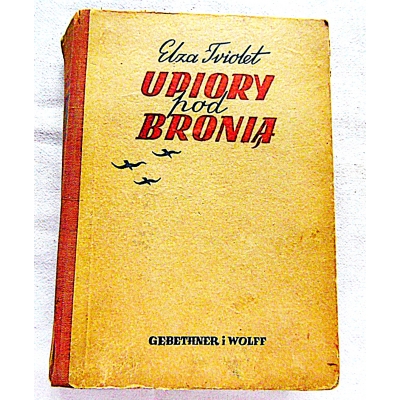 Elza Triolet
UPIORY
pod
BRONIĄ
GEBETHNER i WOLFF